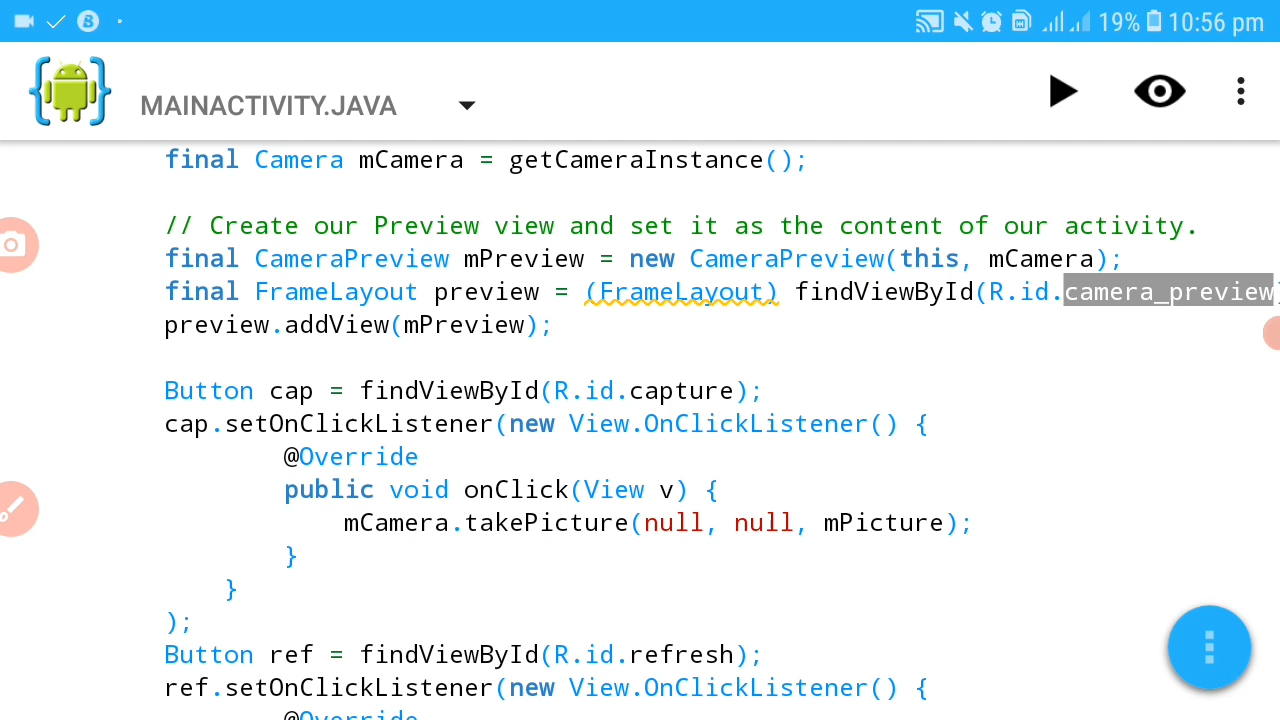 19% 10:56 pm
MAINACTIVITY.JAVA
final Camera mCamera = getCameraInstance();
// Create our Preview view and set it as the content of our activity.
final CameraPreview mPreview = new CameraPreview(this, mCamera);
final FrameLayout preview = (FrameLayout) findViewById(R.id.camera_preview)
preview.addView(mPreview);
Button cap = findViewById(R.id.capture);
cap.setOnClickListener(new View.OnClickListener() {
@Override
public void onClick(View v) {
mCamera.takePicture(null, null, mPicture);
}
}
);
Button ref = findViewById(R.id.refresh);
ref.setOnClickListener(new View.OnClickListener() {
@Override